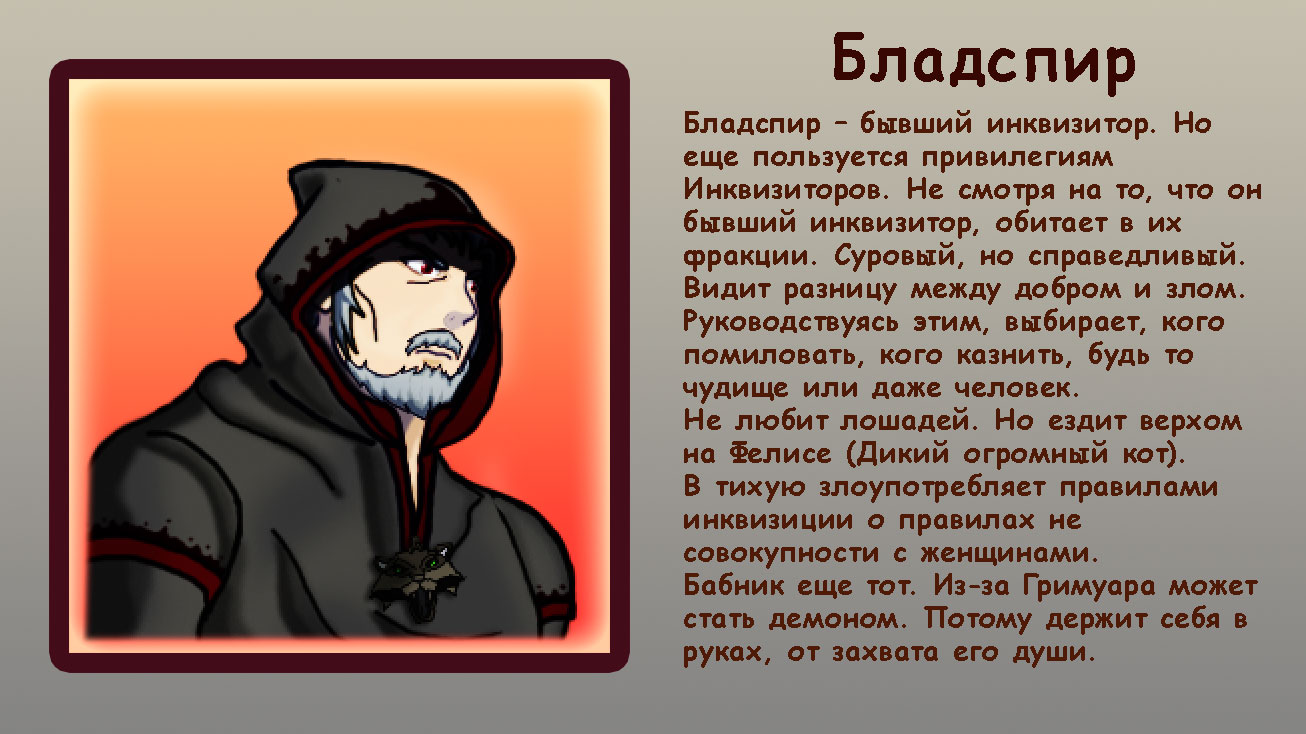 Бладспир
Бладспир – бывший инквизитор. Но
еще пользуется привилегиям
Инквизиторов. Не смотря на то, что он
бывший инквизитор, обитает в их
фракции. Суровый, но справедливый.
Видит разницу между добром и злом.
Руководствуясь этим, выбирает, кого
помиловать, кого казнить, будь то
чудище или даже человек.
Не любит лошадей. Но ездит верхом
на Фелисе (Дикий огромный кот).
В тихую злоупотребляет правилами
инквизиции о правилах не
совокупности с женщинами.
Бабник еще тот. Из-за Гримуара может
стать демоном. Потому держит себя в
руках, от захвата его души.